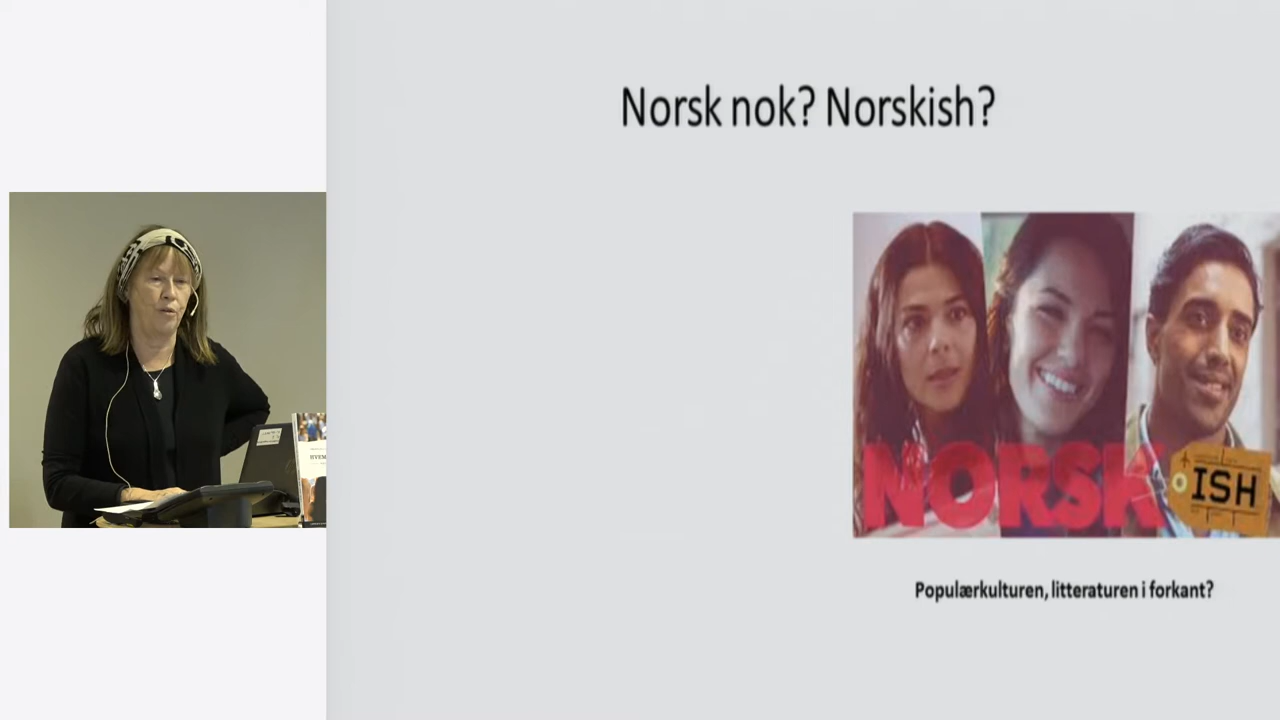 Norsk nok? Norskish?
NORSK
ISH
Populærkulturen, litteraturen i forkant?